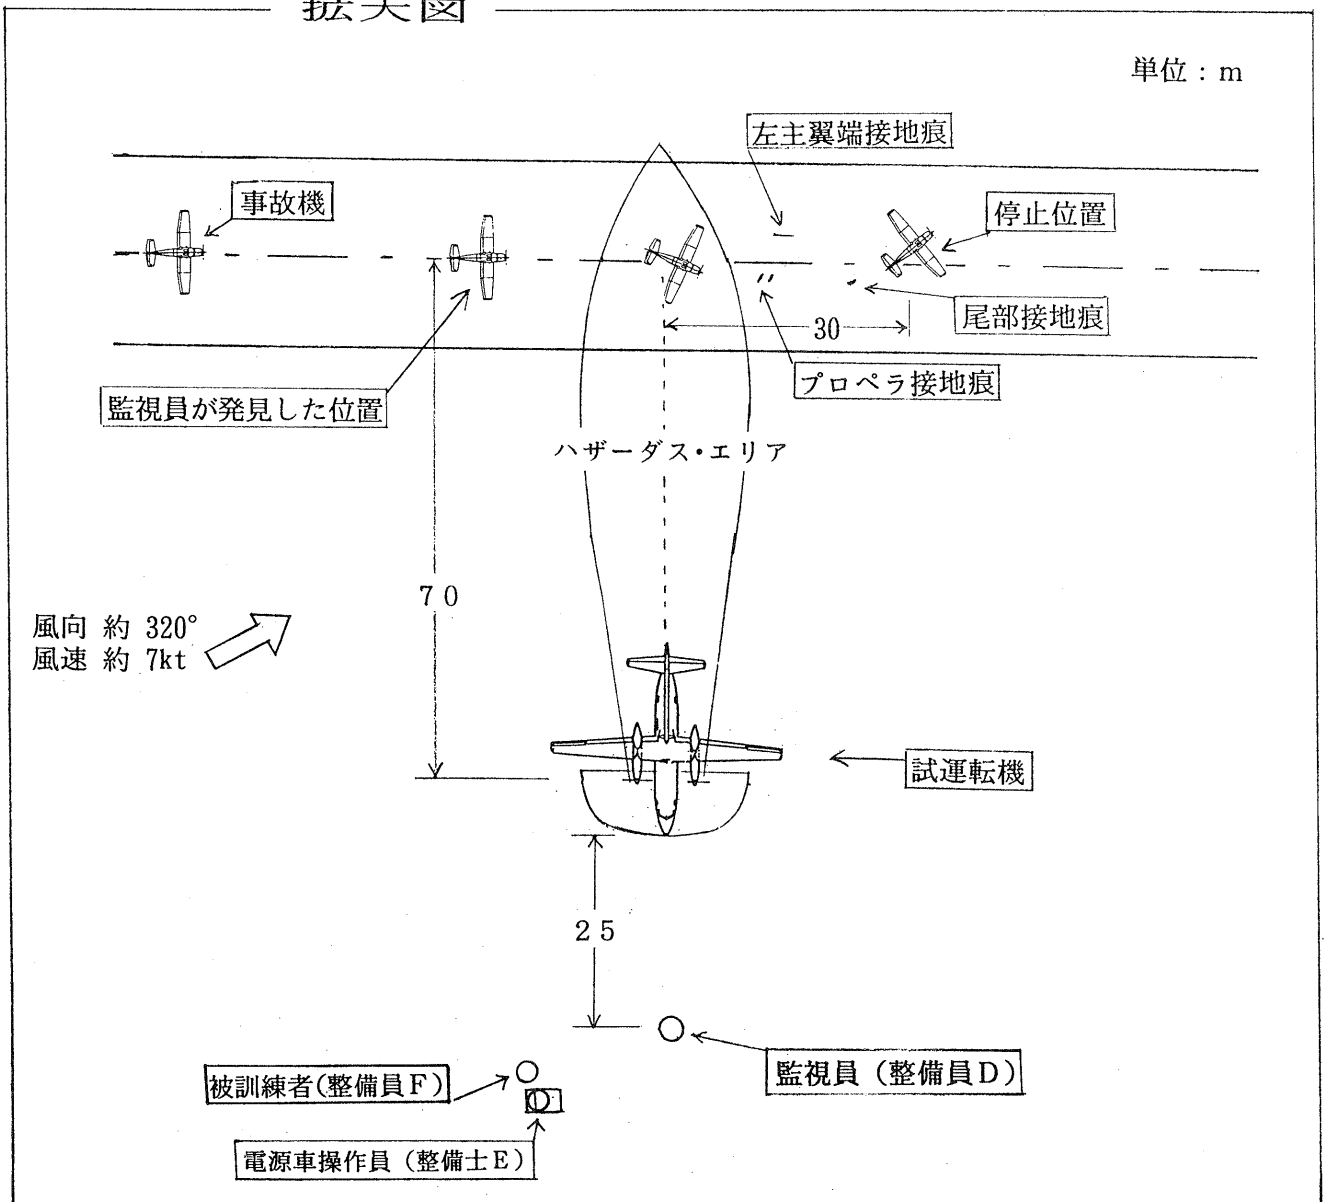 拡大図
単位：m
左主翼端接地痕
事故機
停止位置
尾部接地痕
30
プロペラ接地痕
監視員が発見した位置
ハザーダス・エリア
70
風向 約 320°
風速 約 7kt
試運転機
25
監視員（整備員D）
被訓練者(整備員F)
電源車操作員（整備士E）